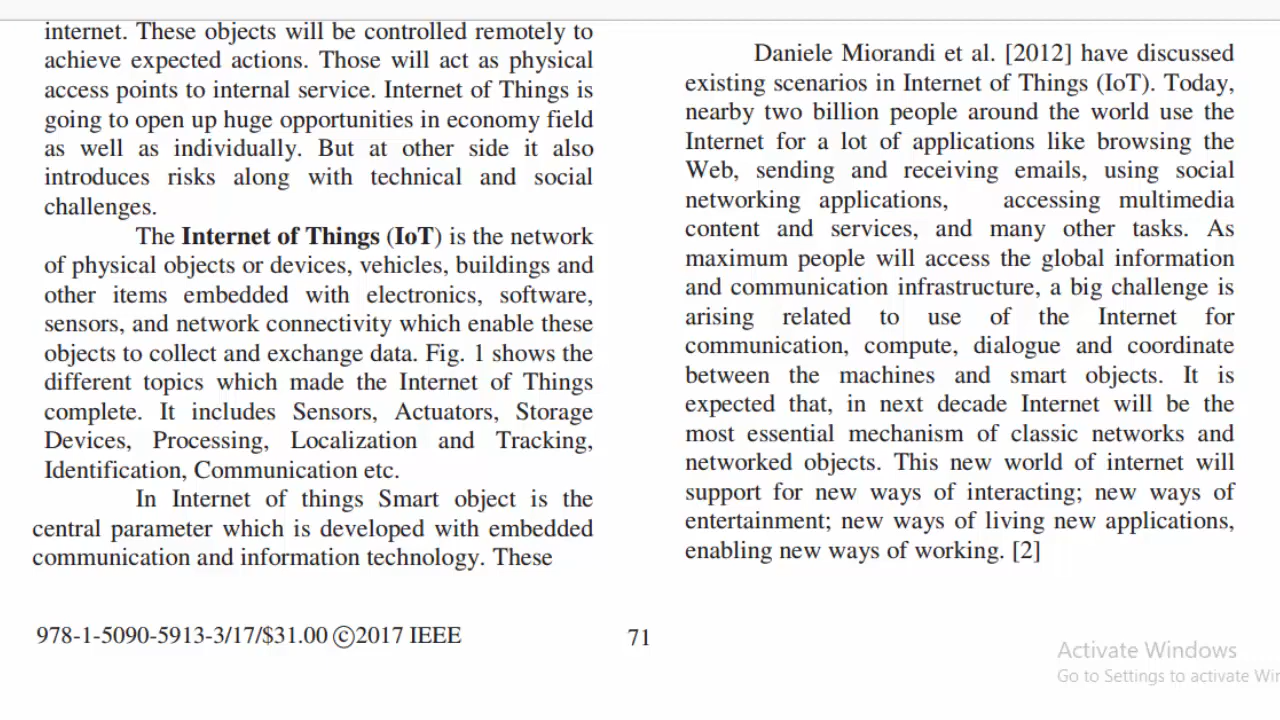 internet. These objects will be controlled remotely to
achieve expected actions. Those will act as physical
access points to internal service. Internet of Things is
going to open up huge opportunities in economy field
as well as individually. But at other side it also
introduces risks along with technical and social
challenges.
The Internet of Things (IoT) is the network
of physical objects or devices, vehicles, buildings and
other items embedded with electronics, software,
sensors, and network connectivity which enable these
objects to collect and exchange data. Fig. 1 shows the
different topics which made the Internet of Things
complete. It includes Sensors, Actuators, Storage
Devices, Processing, Localization and Tracking,
Identification, Communication etc.
In Internet of things Smart object is the
central parameter which is developed with embedded
communication and information technology. These
Daniele Miorandi et al. [2012] have discussed
existing scenarios in Internet of Things (IoT). Today,
nearby two billion people around the world use the
Internet for a lot of applications like browsing the
Web, sending and receiving emails, using social
networking applications, accessing multimedia
content and services, and many other tasks. As
maximum people will access the global information
and communication infrastructure, a big challenge is
arising related to use of the Internet for
communication, compute, dialogue and coordinate
between the machines and smart objects. It is
expected that, in next decade Internet will be the
most essential mechanism of classic networks and
networked objects. This new world of internet will
support for new ways of interacting; new ways of
entertainment; new ways of living new applications,
enabling new ways of working. [2]
978-1-5090-5913-3/17/$31.00 ©2017 IEEE
71
Activate Windows
Go to Settings to activate Wi